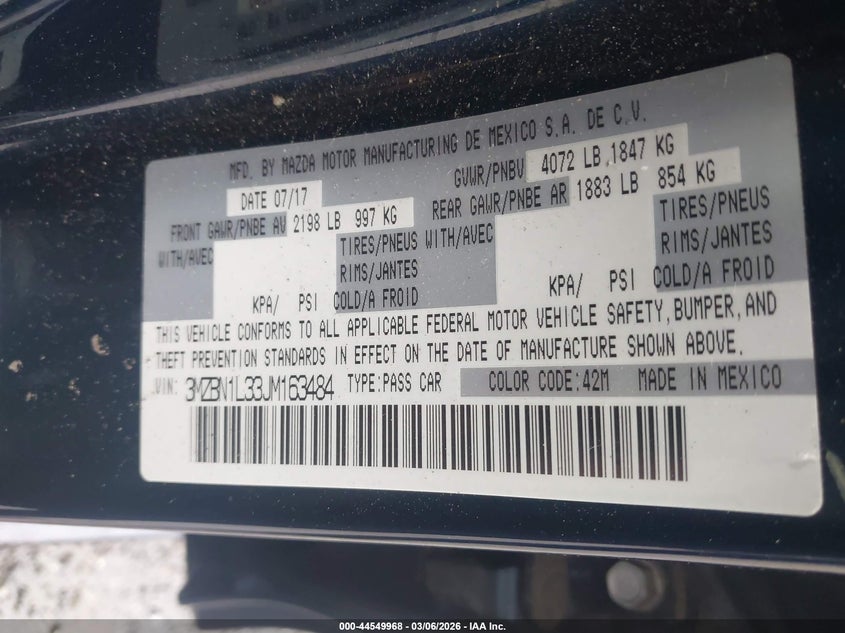 MFD. BY MAZDA MOTOR MANUFACTURING DE MEXICO S.A. DE C.V.
DATE 07/17 GVWR/PNBV 4072 LB, 1847 KG
FRONT GAWR/PNBE AV 2198 LB 997 KG REAR GAWR/PNBE AR 1883 LB 854 KG
WITH/AVEC TIRES/PNEUS WITH/AVEC TIRES/PNEUS
RIMS/JANTES RIMS/JANTES
KPA/ PSI COLD/A FROID KPA/ PSI COLD/A FROID
THIS VEHICLE CONFORMS TO ALL APPLICABLE FEDERAL MOTOR VEHICLE SAFETY, BUMPER, AND
THEFT PREVENTION STANDARDS IN EFFECT ON THE DATE OF MANUFACTURE SHOWN ABOVE.
VIN: 3MZBN1L33JM163484 TYPE:PASS CAR COLOR CODE:42M MADE IN MEXICO
000-44549968 - 03/06/2026 - IAA Inc.